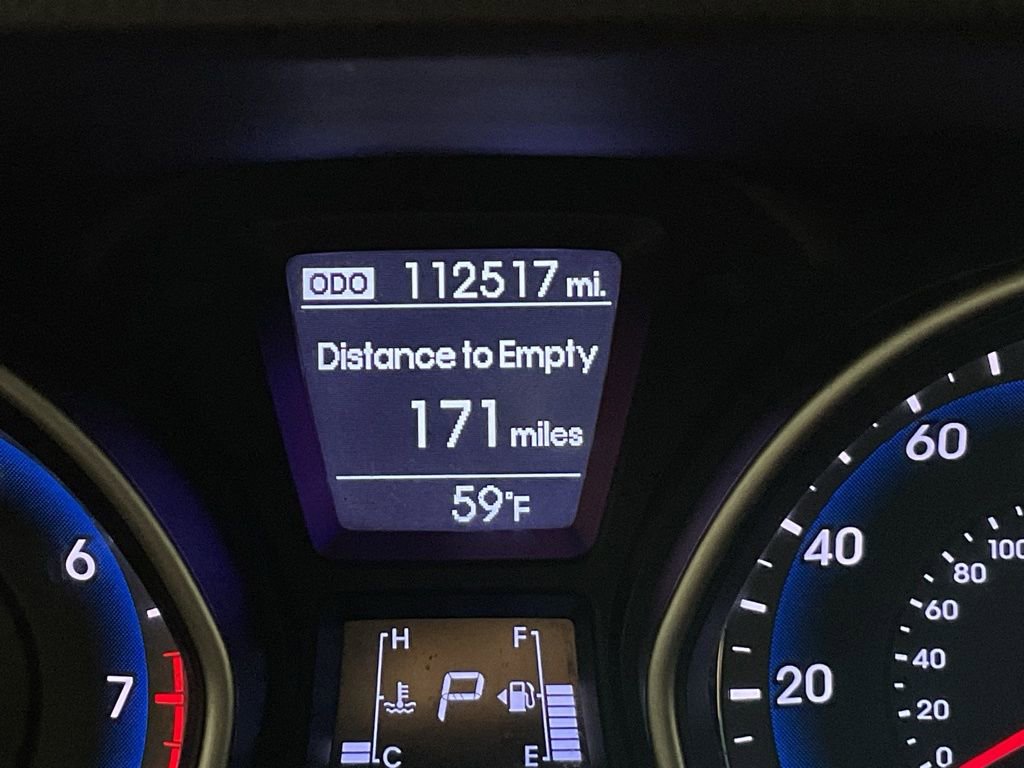 ODO 112517 mi.
Distance to Empty
171 miles
59°F
6
7
H
C
P
F
E
60
40
20
100
80
60
40
20
0